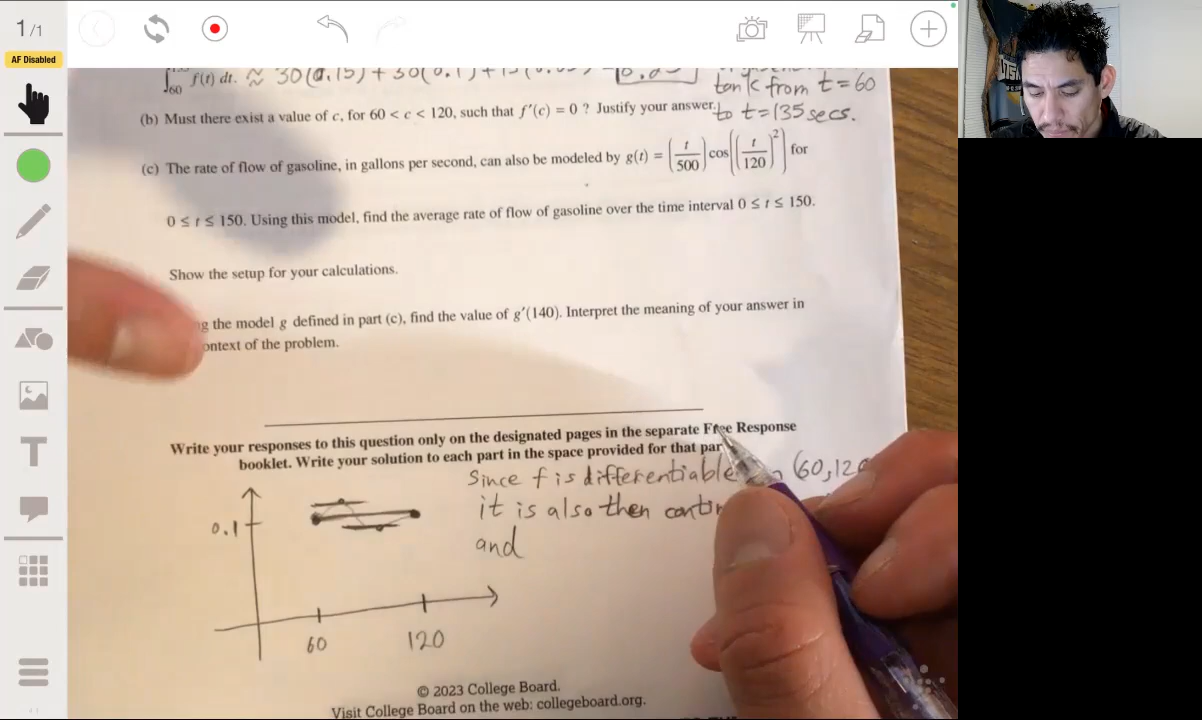 1/1
AF Disabled
∫60 f(t) dt. ≈ 30(0.15) + 30(0.1) + 15(
tank from t=60
(b) Must there exist a value of c, for 60 < c < 120, such that f′(c) = 0 ? Justify your answer.
to t=135 secs.
(c) The rate of flow of gasoline, in gallons per second, can also be modeled by g(t) = (t/500) cos((t/120)²) for
0 ≤ t ≤ 150. Using this model, find the average rate of flow of gasoline over the time interval 0 ≤ t ≤ 150.
Show the setup for your calculations.
the model g defined in part (c), find the value of g′(140). Interpret the meaning of your answer in
ontext of the problem.
Write your responses to this question only on the designated pages in the separate Free Response
booklet. Write your solution to each part in the space provided for that par
Since f is differentiable (60,12
it is also then contin
and
0.1
60
120
© 2023 College Board.
Visit College Board on the web: collegeboard.org.
T